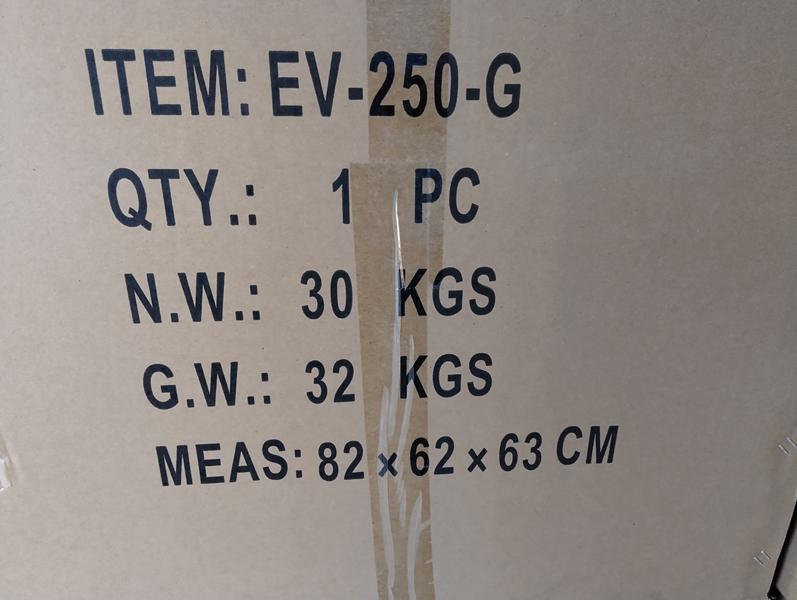 ITEM: EV-250-G
QTY.: 1 PC
N.W.: 30 KGS
G.W.: 32 KGS
MEAS: 82 × 62 × 63 CM